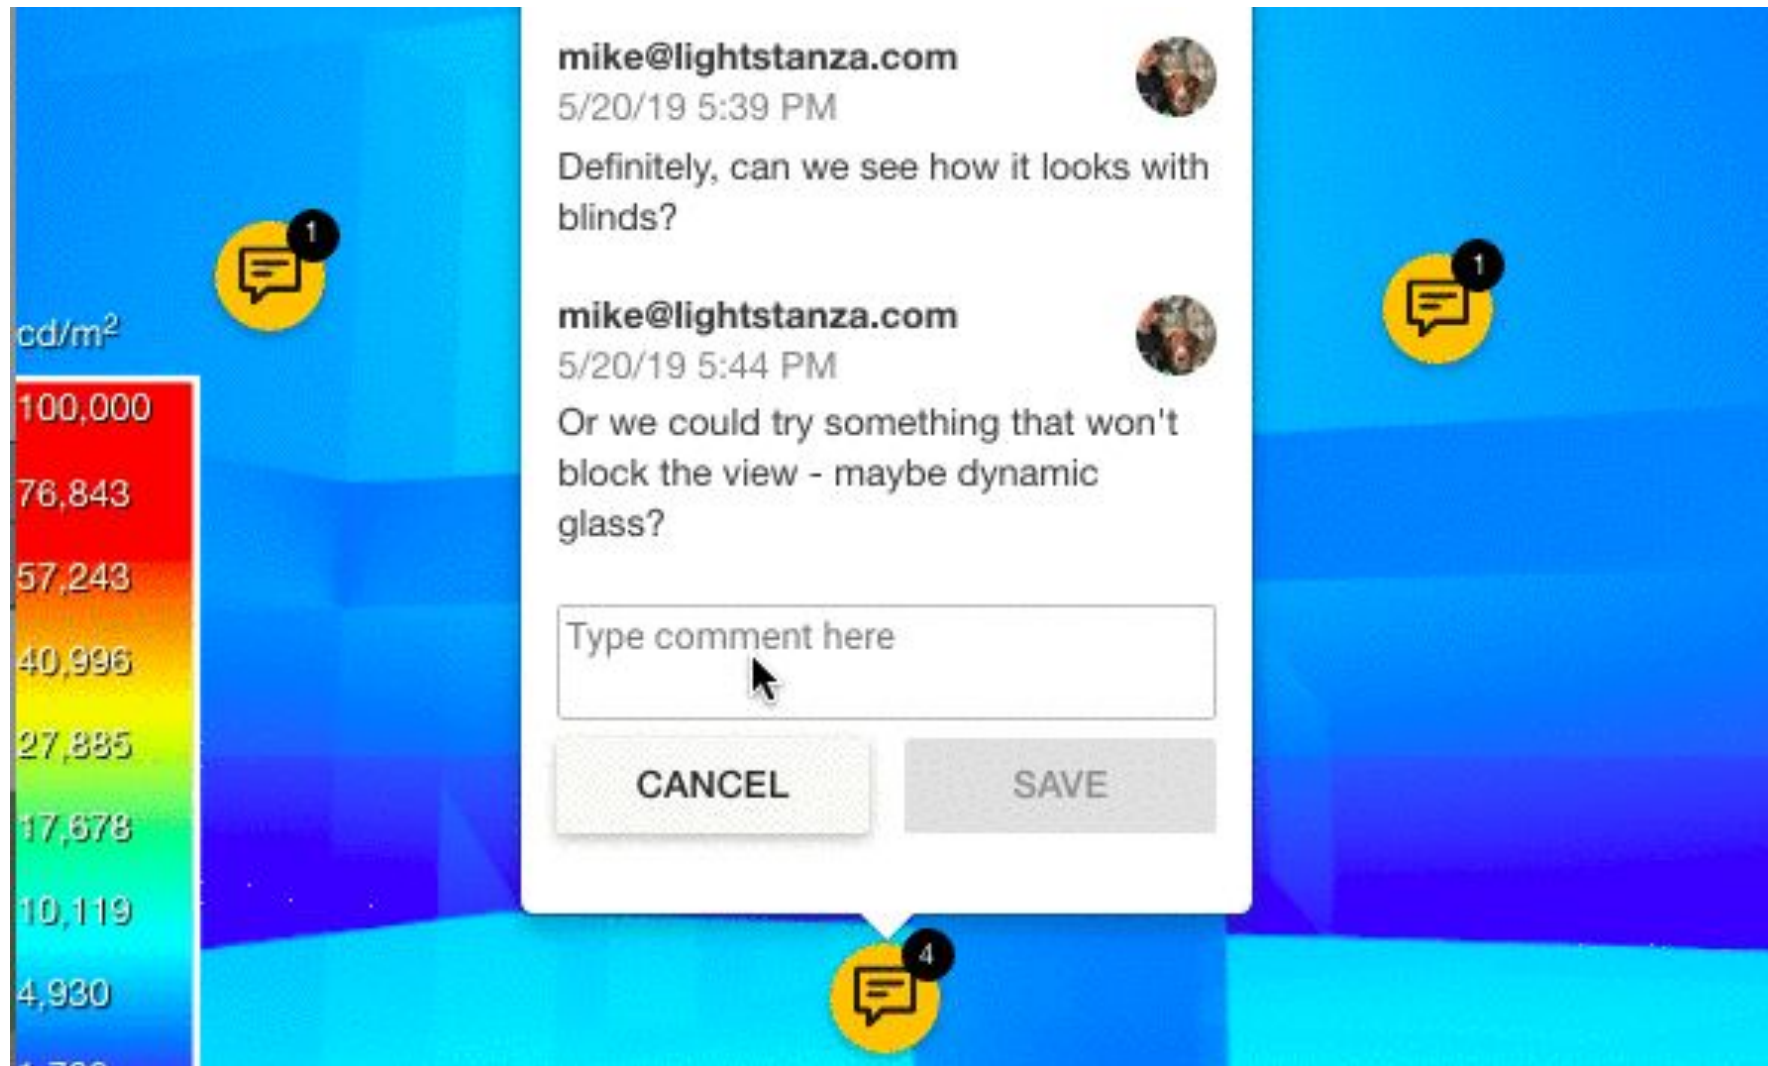 mike@lightstanza.com
5/20/19 5:39 PM
Definitely, can we see how it looks with
blinds?
1
1
mike@lightstanza.com
5/20/19 5:44 PM
Or we could try something that won't
block the view - maybe dynamic
glass?
Type comment here
CANCEL
SAVE
4
cd/m²
100,000
76,843
57,243
40,996
27,885
17,678
10,119
4,930